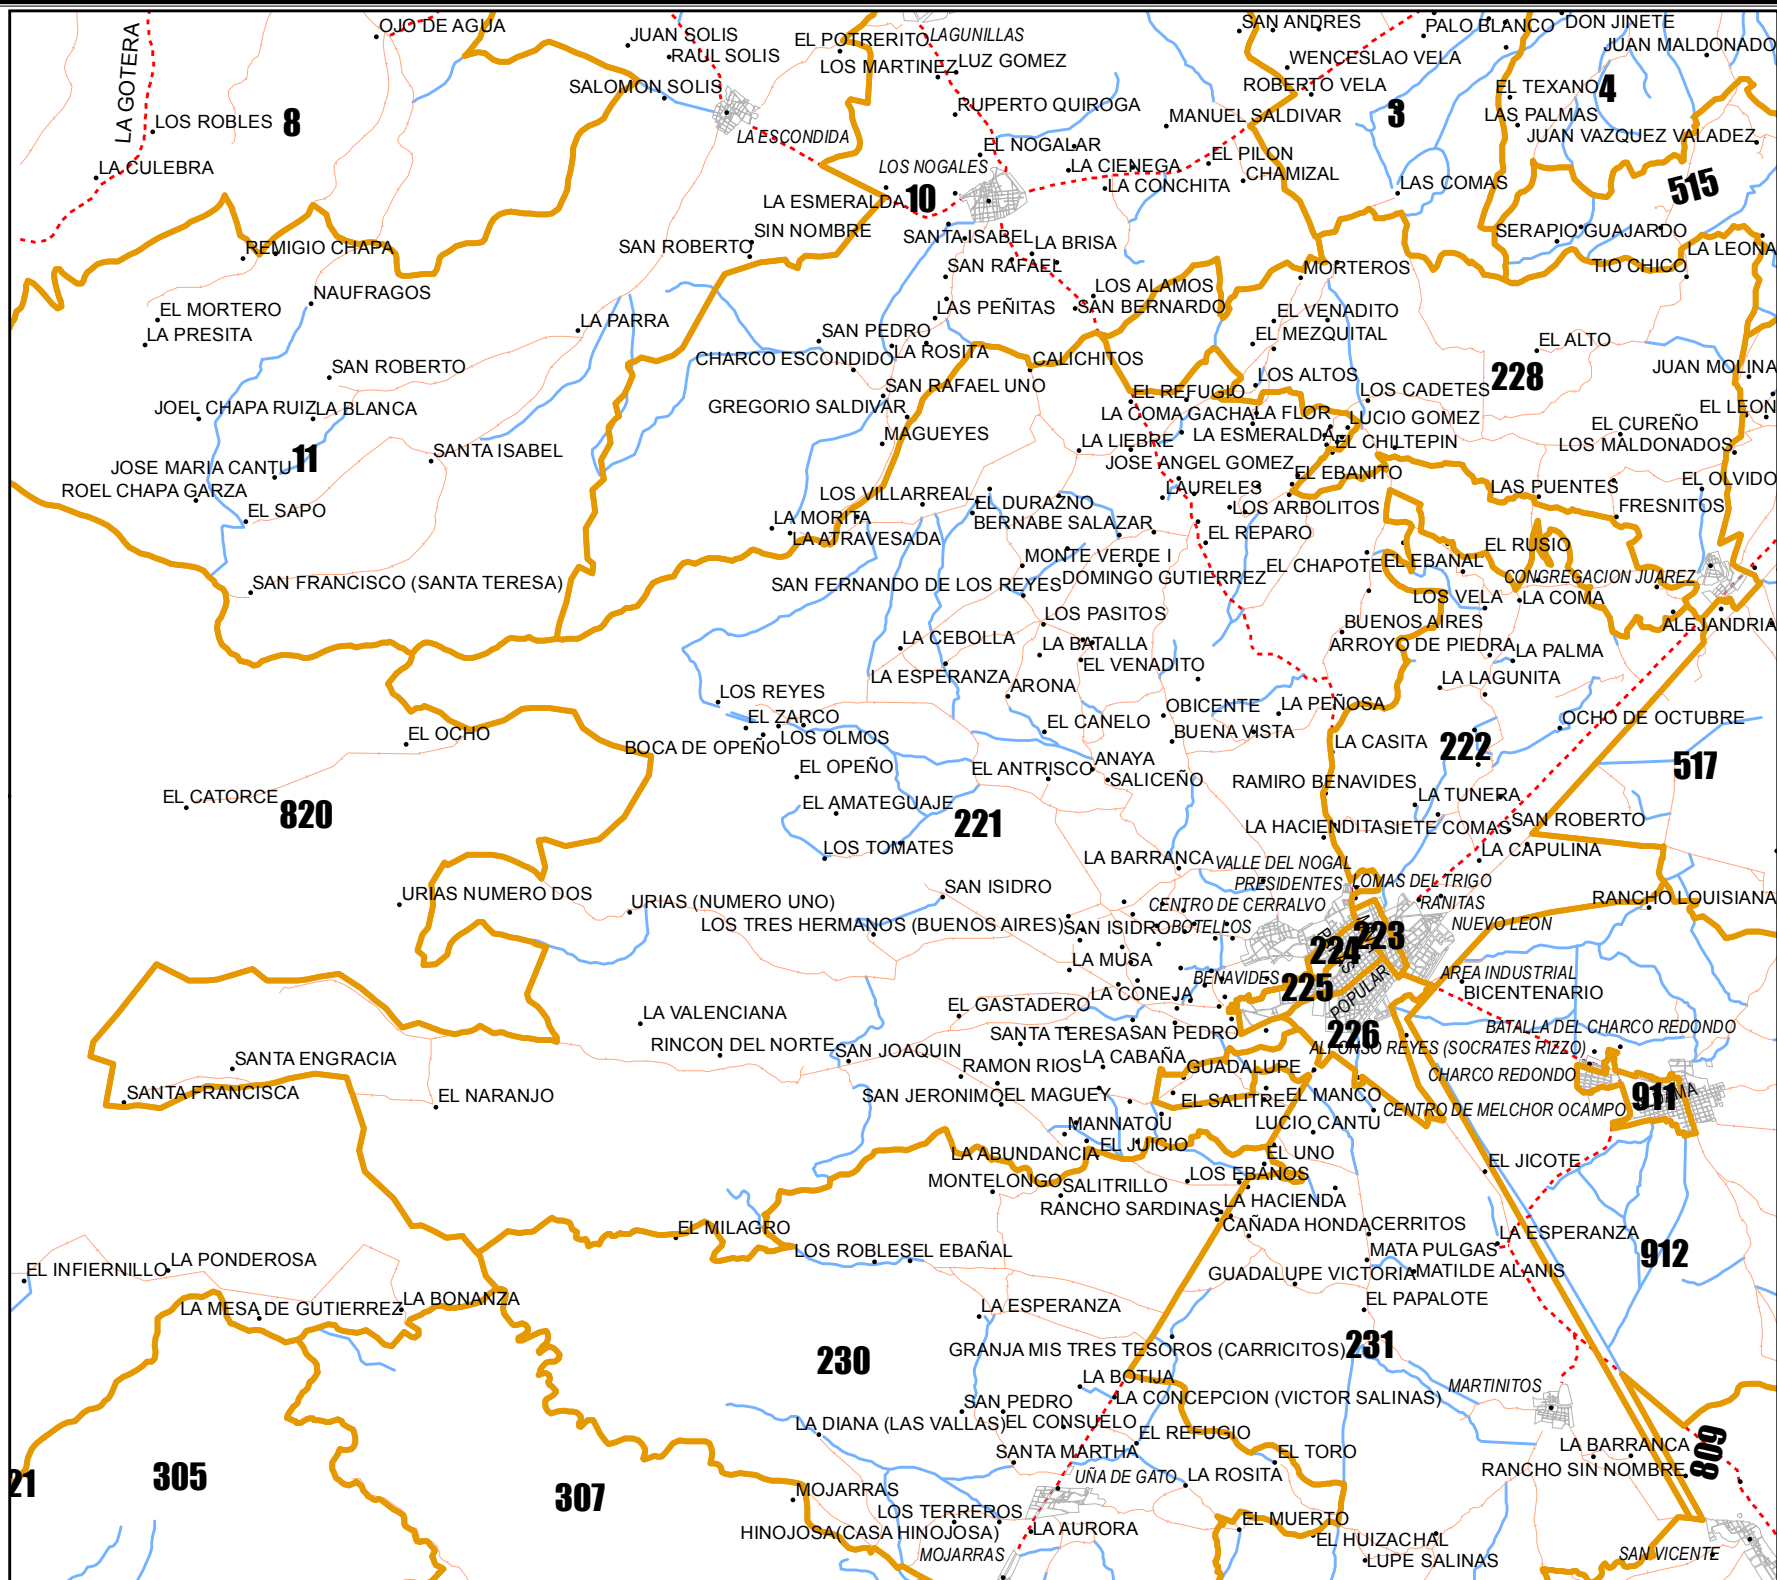 OJO DE AGUA
JUAN SOLIS
RAUL SOLIS
EL POTRERITO
LAGUNILLAS
LOS MARTINEZ
LUZ GOMEZ
SAN ANDRES
PALO BLANCO
DON JINETE
JUAN MALDONADO
WENCESLAO VELA
LA GOTERA
SALOMON SOLIS
ROBERTO VELA
EL TEXANO
4
LOS ROBLES
8
RUPERTO QUIROGA
MANUEL SALDIVAR
3
LAS PALMAS
JUAN VAZQUEZ VALADEZ
LA ESCONDIDA
LA CULEBRA
LOS NOGALES
EL NOGALAR
LA CIENEGA
EL PILON
CHAMIZAL
LA CONCHITA
LAS COMAS
515
LA ESMERALDA
10
REMIGIO CHAPA
SAN ROBERTO
SIN NOMBRE
SANTA ISABEL
LA BRISA
SERAPIO GUAJARDO
LA LEONA
SAN RAFAEL
MORTEROS
TIO CHICO
NAUFRAGOS
EL MORTERO
LOS ALAMOS
LAS PEÑITAS
SAN BERNARDO
EL VENADITO
LA PRESITA
LA PARRA
SAN PEDRO
EL MEZQUITAL
EL ALTO
SAN ROBERTO
CHARCO ESCONDIDO
LA ROSITA
CALICHITOS
LOS ALTOS
228
JUAN MOLINA
SAN RAFAEL UNO
EL REFUGIO
LOS CADETES
JOEL CHAPA RUIZ
LA BLANCA
GREGORIO SALDIVAR
LA COMA GACHA
LA FLOR
LUCIO GOMEZ
EL LEON
MAGUEYES
LA LIEBRE
LA ESMERALDA
EL CHILTEPIN
EL CUREÑO
LOS MALDONADOS
SANTA ISABEL
JOSE MARIA CANTU
11
JOSE ANGEL GOMEZ
EL EBANITO
ROEL CHAPA GARZA
LOS VILLARREAL
EL DURAZNO
LAURELES
LAS PUENTES
EL OLVIDO
EL SAPO
LA MORITA
BERNABE SALAZAR
LOS ARBOLITOS
FRESNITOS
LA ATRAVESADA
EL REPARO
MONTE VERDE I
EL CHAPOTE
EL EBANAL
EL RUSIO
SAN FRANCISCO (SANTA TERESA)
SAN FERNANDO DE LOS REYES
DOMINGO GUTIERREZ
CONGREGACION JUAREZ
LOS VELA
LA COMA
LOS PASITOS
BUENOS AIRES
ALEJANDRIA
LA CEBOLLA
LA BATALLA
ARROYO DE PIEDRA
LA PALMA
EL VENADITO
LA ESPERANZA
ARONA
LA LAGUNITA
LOS REYES
OBICENTE
LA PEÑOSA
EL ZARCO
EL CANELO
OCHO DE OCTUBRE
EL OCHO
BOCA DE OPEÑO
LOS OLMOS
BUENA VISTA
LA CASITA
222
517
EL OPEÑO
EL ANTRISCO
ANAYA
SALICEÑO
RAMIRO BENAVIDES
EL CATORCE
820
EL AMATEGUAJE
LA TUNERA
221
LA HACIENDITA
SIETE COMAS
SAN ROBERTO
LOS TOMATES
LA BARRANCA
VALLE DEL NOGAL
LA CAPULINA
PRESIDENTES
LOMAS DEL TRIGO
URIAS NUMERO DOS
URIAS (NUMERO UNO)
SAN ISIDRO
CENTRO DE CERRALVO
RANITAS
RANCHO LOUISIANA
LOS TRES HERMANOS (BUENOS AIRES)
SAN ISIDRO
BOTELLOS
NUEVO LEON
223
224
LA MUSA
BENAVIDES
225
AREA INDUSTRIAL
BICENTENARIO
LA CONEJA
POPULAR
EL GASTADERO
LA VALENCIANA
SANTA TERESA
SAN PEDRO
226
BATALLA DEL CHARCO REDONDO
RINCON DEL NORTE
SAN JOAQUIN
LA CABAÑA
ALFONSO REYES (SOCRATES RIZZO)
SANTA ENGRACIA
RAMON RIOS
GUADALUPE
CHARCO REDONDO
SANTA FRANCISCA
EL NARANJO
SAN JERONIMO
EL MAGUEY
EL SALITRE
EL MANCO
911
CENTRO DE MELCHOR OCAMPO
MANNATOU
LUCIO CANTU
LA ABUNDANCIA
EL JUICIO
EL UNO
EL JICOTE
MONTELONGO
SALITRILLO
LOS EBANOS
RANCHO SARDINAS
LA HACIENDA
EL MILAGRO
CAÑADA HONDA
CERRITOS
LA ESPERANZA
LOS ROBLES
EL EBAÑAL
MATA PULGAS
912
EL INFIERNILLO
LA PONDEROSA
GUADALUPE VICTORIA
MATILDE ALANIS
LA MESA DE GUTIERREZ
LA BONANZA
LA ESPERANZA
EL PAPALOTE
GRANJA MIS TRES TESOROS (CARRICITOS)
231
230
LA BOTIJA
MARTINITOS
SAN PEDRO
LA CONCEPCION (VICTOR SALINAS)
LA DIANA (LAS VALLAS)
EL CONSUELO
EL REFUGIO
SANTA MARTHA
EL TORO
LA BARRANCA
809
21
305
307
UÑA DE GATO
LA ROSITA
RANCHO SIN NOMBRE
MOJARRAS
LOS TERREROS
EL MUERTO
HINOJOSA(CASA HINOJOSA)
LA AURORA
EL HUIZACHAL
MOJARRAS
LUPE SALINAS
SAN VICENTE